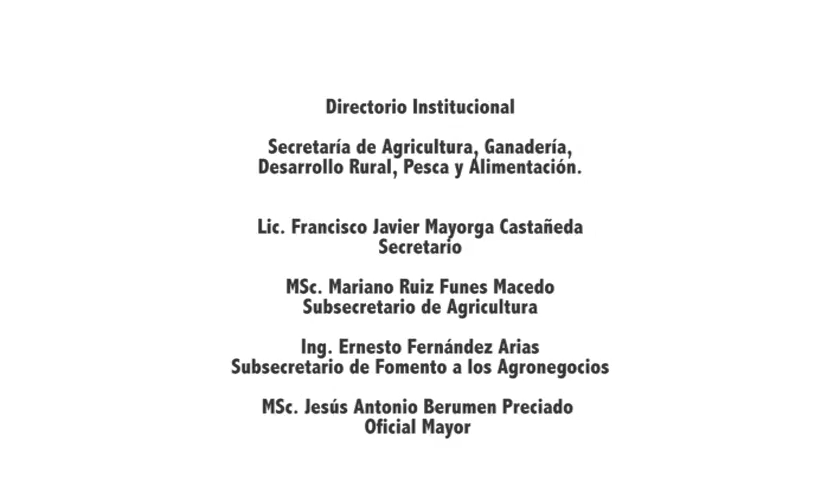 Directorio Institucional
Secretaría de Agricultura, Ganadería,
Desarrollo Rural, Pesca y Alimentación.
Lic. Francisco Javier Mayorga Castañeda
Secretario
MSc. Mariano Ruiz Funes Macedo
Subsecretario de Agricultura
Ing. Ernesto Fernández Arias
Subsecretario de Fomento a los Agronegocios
MSc. Jesús Antonio Berumen Preciado
Oficial Mayor